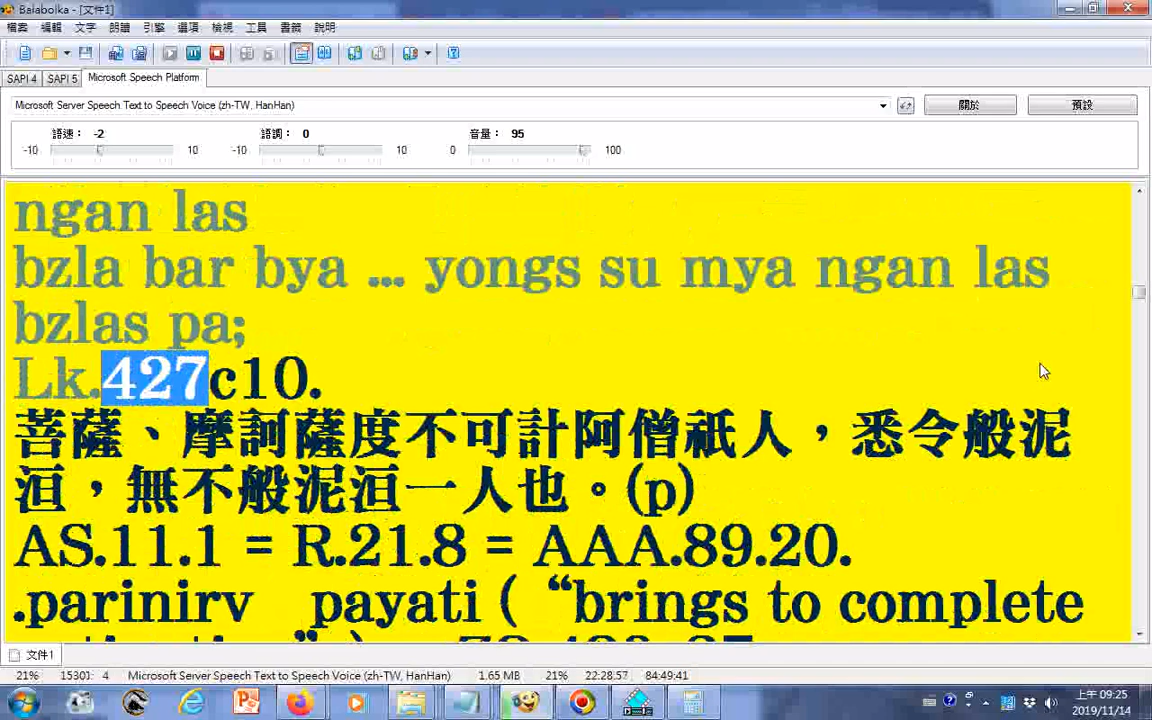 Balabolka - [文件1]
檔案 編輯 文字 朗讀 引擎 選項 檢視 工具 書籤 說明
SAPI 4 SAPI 5 Microsoft Speech Platform
Microsoft Server Speech Text to Speech Voice (zh-TW, HanHan) 關於 預設
語速： -2 語調： 0 音量： 95
-10 10 -10 10 0 100
ngan las
bzla bar bya ... yongs su mya ngan las
bzlas pa;
Lk.427c10.
菩薩、摩訶薩度不可計阿僧祇人，悉令般泥
洹，無不般泥洹一人也。(p)
AS.11.1 = R.21.8 = AAA.89.20.
.parinirv payati ( “brings to complete
文件1
21% 15301: 4 Microsoft Server Speech Text to Speech Voice (zh-TW, HanHan) 1.65 MB 21% 22:28:57 84:49:41
上午 09:25
2019/11/14